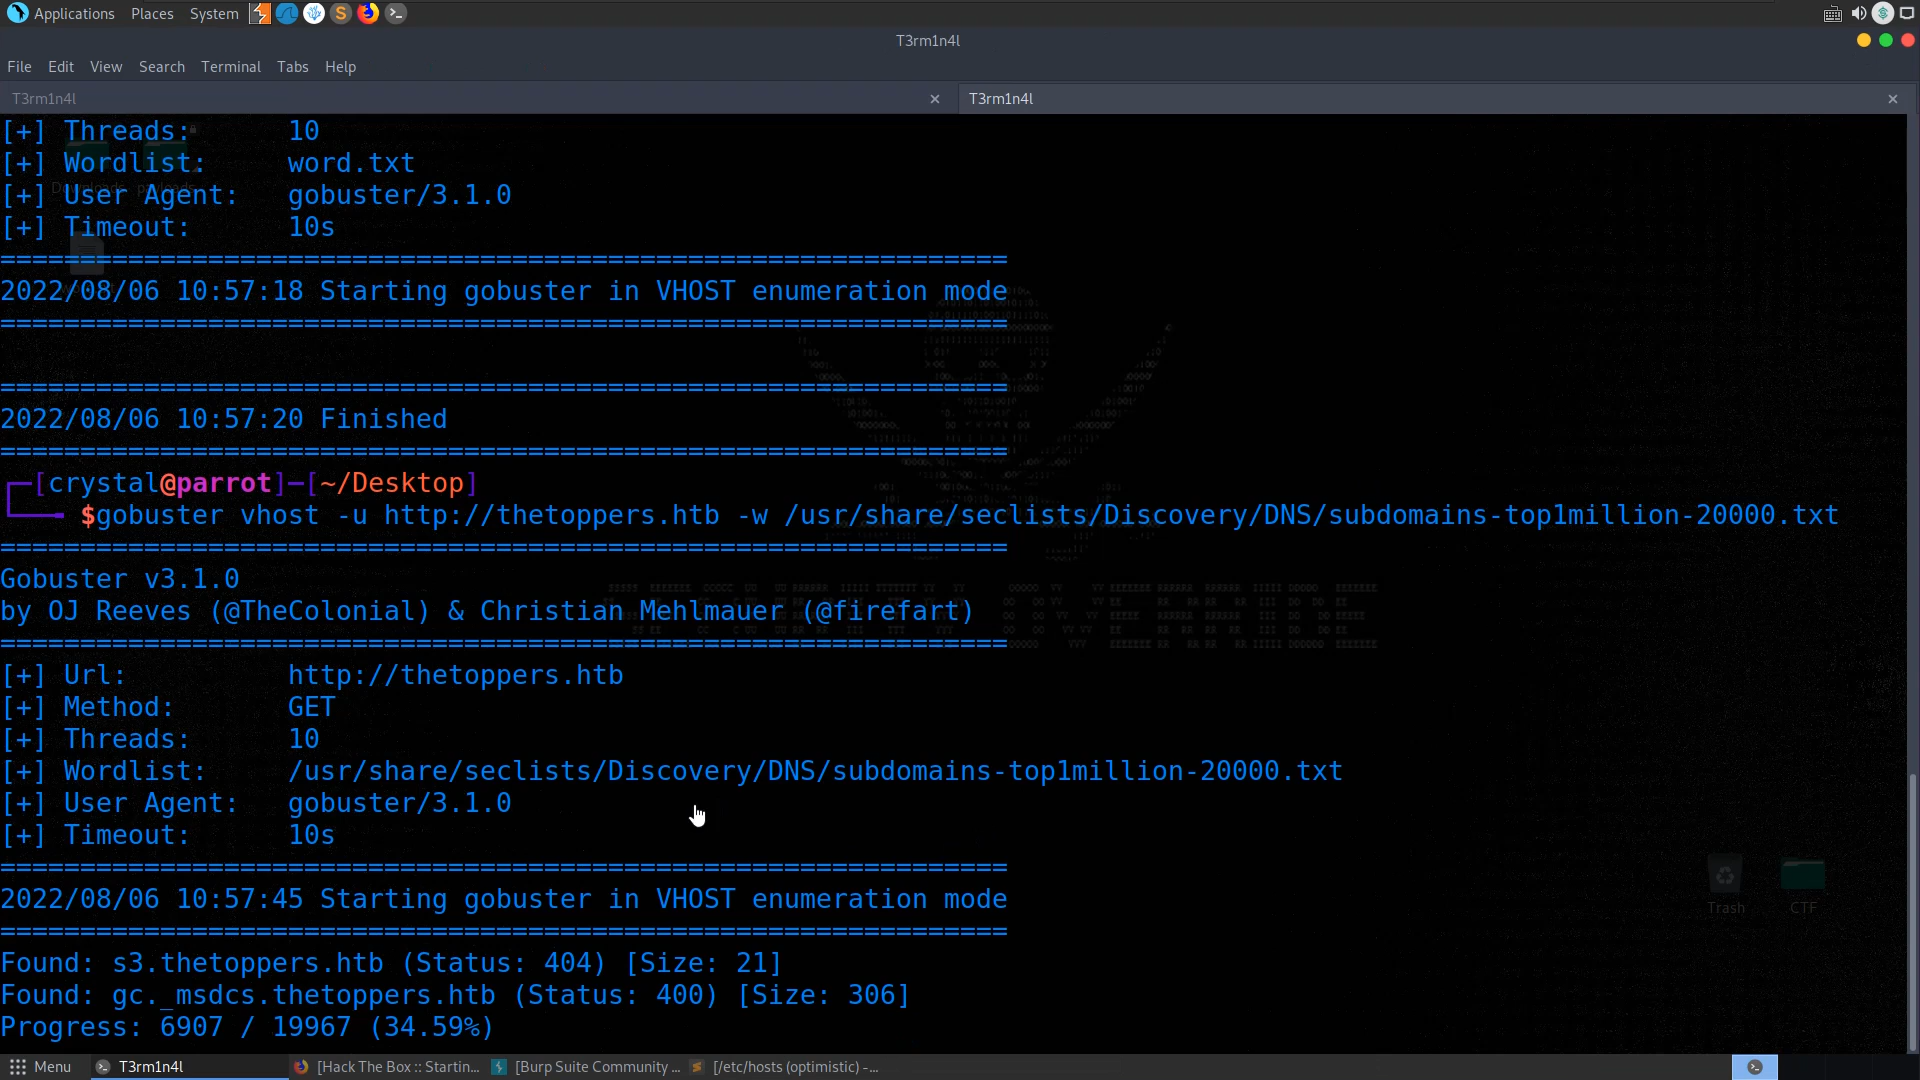 Applications Places System
T3rm1n4l
File Edit View Search Terminal Tabs Help
T3rm1n4l × T3rm1n4l ×
[+] Threads: 10
[+] Wordlist: word.txt
[+] User Agent: gobuster/3.1.0
[+] Timeout: 10s
===============================================================
2022/08/06 10:57:18 Starting gobuster in VHOST enumeration mode
===============================================================
===============================================================
2022/08/06 10:57:20 Finished
===============================================================
┌─[crystal@parrot]─[~/Desktop]
└──╼ $gobuster vhost -u http://thetoppers.htb -w /usr/share/seclists/Discovery/DNS/subdomains-top1million-20000.txt
===============================================================
Gobuster v3.1.0
by OJ Reeves (@TheColonial) & Christian Mehlmauer (@firefart)
===============================================================
[+] Url: http://thetoppers.htb
[+] Method: GET
[+] Threads: 10
[+] Wordlist: /usr/share/seclists/Discovery/DNS/subdomains-top1million-20000.txt
[+] User Agent: gobuster/3.1.0
[+] Timeout: 10s
===============================================================
2022/08/06 10:57:45 Starting gobuster in VHOST enumeration mode
===============================================================
Found: s3.thetoppers.htb (Status: 404) [Size: 21]
Found: gc._msdcs.thetoppers.htb (Status: 400) [Size: 306]
Progress: 6907 / 19967 (34.59%)
Trash CTF
Menu T3rm1n4l [Hack The Box :: Startin... [Burp Suite Community ... [/etc/hosts (optimistic) -...